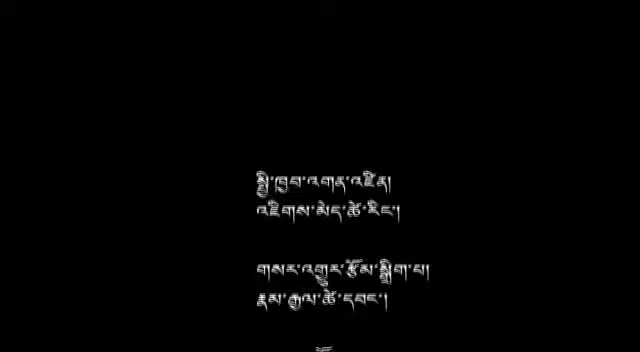 སྤྱི་ཁྱབ་འགན་འཛིན།
འཇིགས་མེད་ཚེ་རིང་།
གསར་འགྱུར་རྩོམ་སྒྲིག་པ།
རྣམ་རྒྱལ་ཚེ་དབང་།